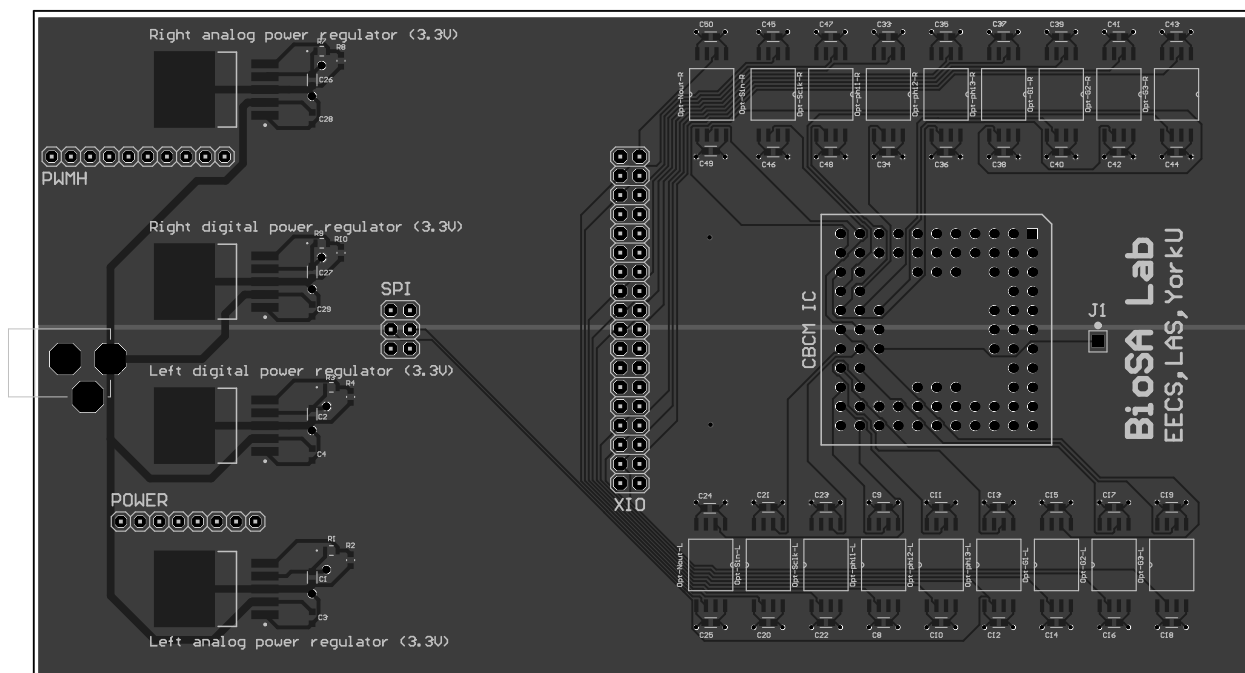 Right analog power regulator (3.3V)
R7
R8
C26
C28
PWMH
Right digital power regulator (3.3V)
R9
R10
C27
C29
SPI
Left digital power regulator (3.3V)
R3
R4
C2
C4
POWER
R1
R2
C1
C3
Left analog power regulator (3.3V)
XIO
C50
C45
C47
C33
C35
C37
C39
C41
C43
Opt-Nout-R
Opt-Sin-R
Opt-Sclk-R
Opt-phi1-R
Opt-phi2-R
Opt-phi3-R
Opt-G1-R
Opt-G2-R
Opt-G3-R
C49
C46
C48
C34
C36
C38
C40
C42
C44
CBCM IC
J1
BioSA Lab
EECS,LAS,YorkU
C24
C21
C23
C9
C11
C13
C15
C17
C19
Opt-Nout-L
Opt-Sin-L
Opt-Sclk-L
Opt-phi1-L
Opt-phi2-L
Opt-phi3-L
Opt-G1-L
Opt-G2-L
Opt-G3-L
C25
C20
C22
C8
C10
C12
C14
C16
C18